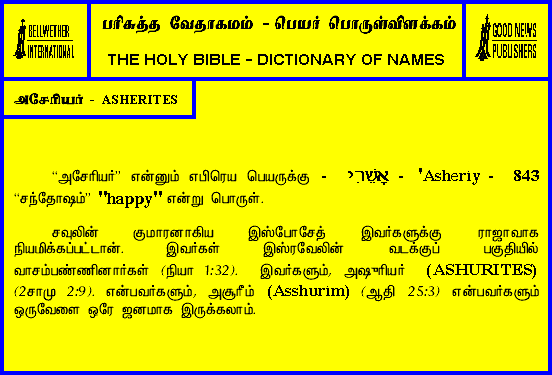 BELLWETHER
INTERNATIONAL
பரிசுத்த வேதாகமம் - பெயர் பொருள்விளக்கம்
THE HOLY BIBLE - DICTIONARY OF NAMES
GOOD NEWS
PUBLISHERS
அசேரியர் - ASHERITES
“அசேரியர்” என்னும் எபிரெய பெயருக்கு - אָשֵׁרִי - 'Asheriy - 843
“சந்தோஷம்” "happy" என்று பொருள்.
சவுலின் குமாரனாகிய இஸ்போசேத் இவர்களுக்கு ராஜாவாக
நியமிக்கப்பட்டான். இவர்கள் இஸ்ரவேலின் வடக்குப் பகுதியில்
வாசம்பண்ணினார்கள் (நியா 1:32). இவர்களும், அஷூரியர் (ASHURITES)
(2சாமு 2:9). என்பவர்களும், அசூரீம் (Asshurim) (ஆதி 25:3) என்பவர்களும்
ஒருவேளை ஒரே ஜனமாக இருக்கலாம்.